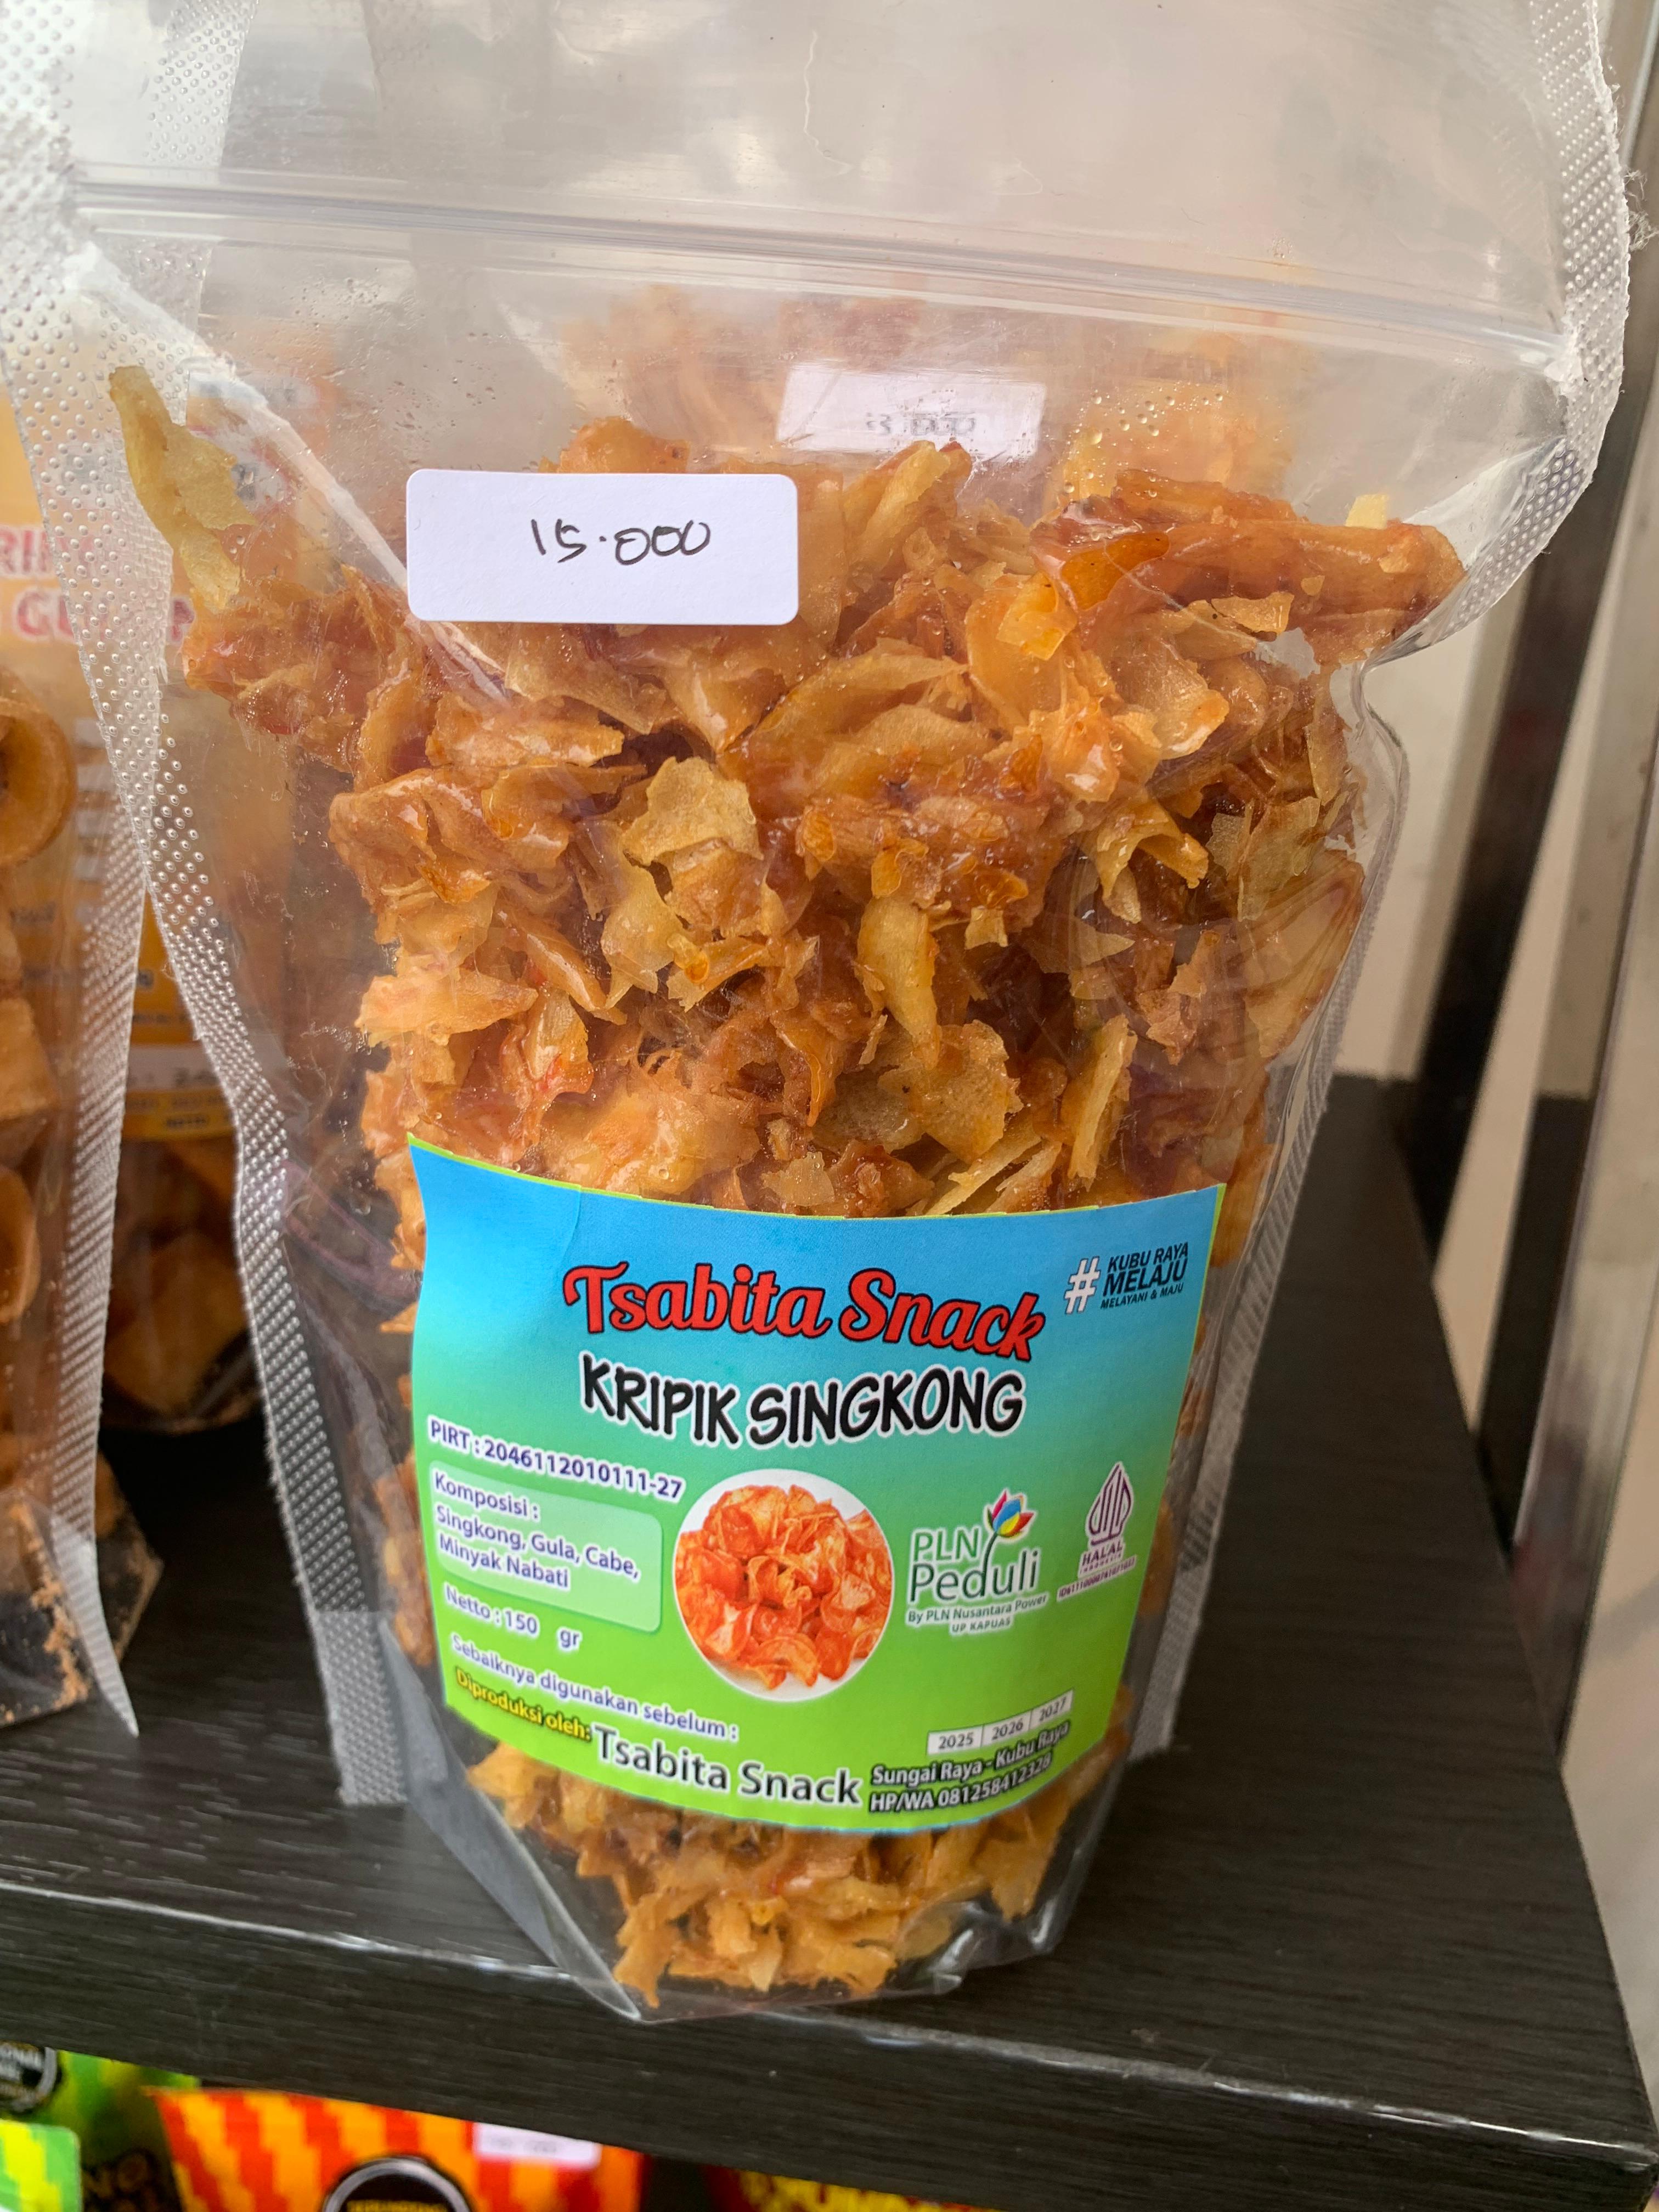 15.000
Tsabita Snack
# KUBU RAYA
MELAJU
MELAYANI & MAJU
KRIPIK SINGKONG
PIRT : 2046112010111-27
Komposisi :
Singkong, Gula, Cabe,
Minyak Nabati
Netto : 150 gr
PLN
Peduli
By PLN Nusantara Power
UP KAPUAS
HALAL
INDONESIA
Sebaiknya digunakan sebelum :
2025 2026 2027
Diproduksi oleh: Tsabita Snack
Sungai Raya - Kubu Raya
HP/WA 081258412328